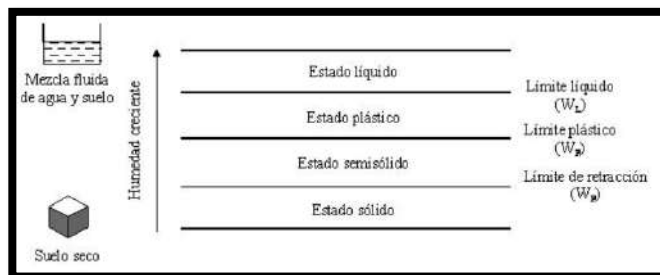 Mezcla fluida
de agua y suelo
Suelo seco
Humedad creciente
Estado líquido
Estado plástico
Estado semisólido
Estado sólido
Límite líquido
(W_L)
Límite plástico
(W_P)
Límite de retracción
(W_R)